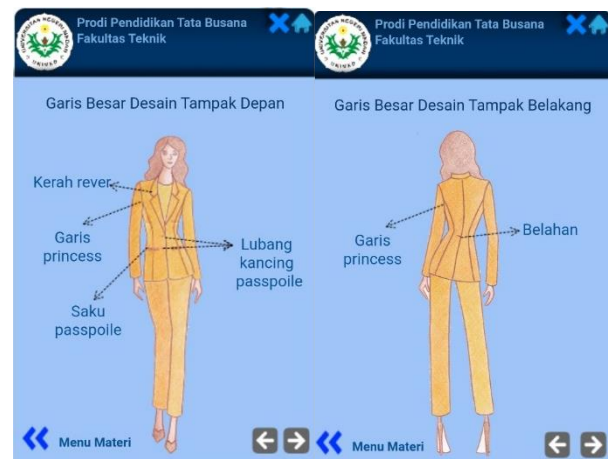 Prodi Pendidikan Tata Busana
Fakultas Teknik
Garis Besar Desain Tampak Depan
Kerah rever
Garis
princess
Lubang
kancing
passpoile
Saku
passpoile
Menu Materi
Prodi Pendidikan Tata Busana
Fakultas Teknik
Garis Besar Desain Tampak Belakang
Garis
princess
Belahan
Menu Materi